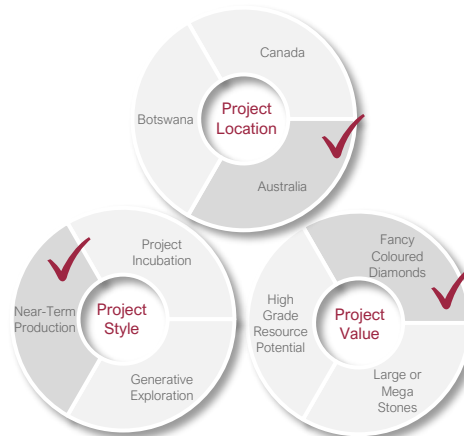 Canada
Botswana
Project
Location
Australia
Project
Incubation
Near-Term
Production
Project
Style
Generative
Exploration
Fancy
Coloured
Diamonds
High
Grade
Resource
Potential
Project
Value
Large or
Mega
Stones